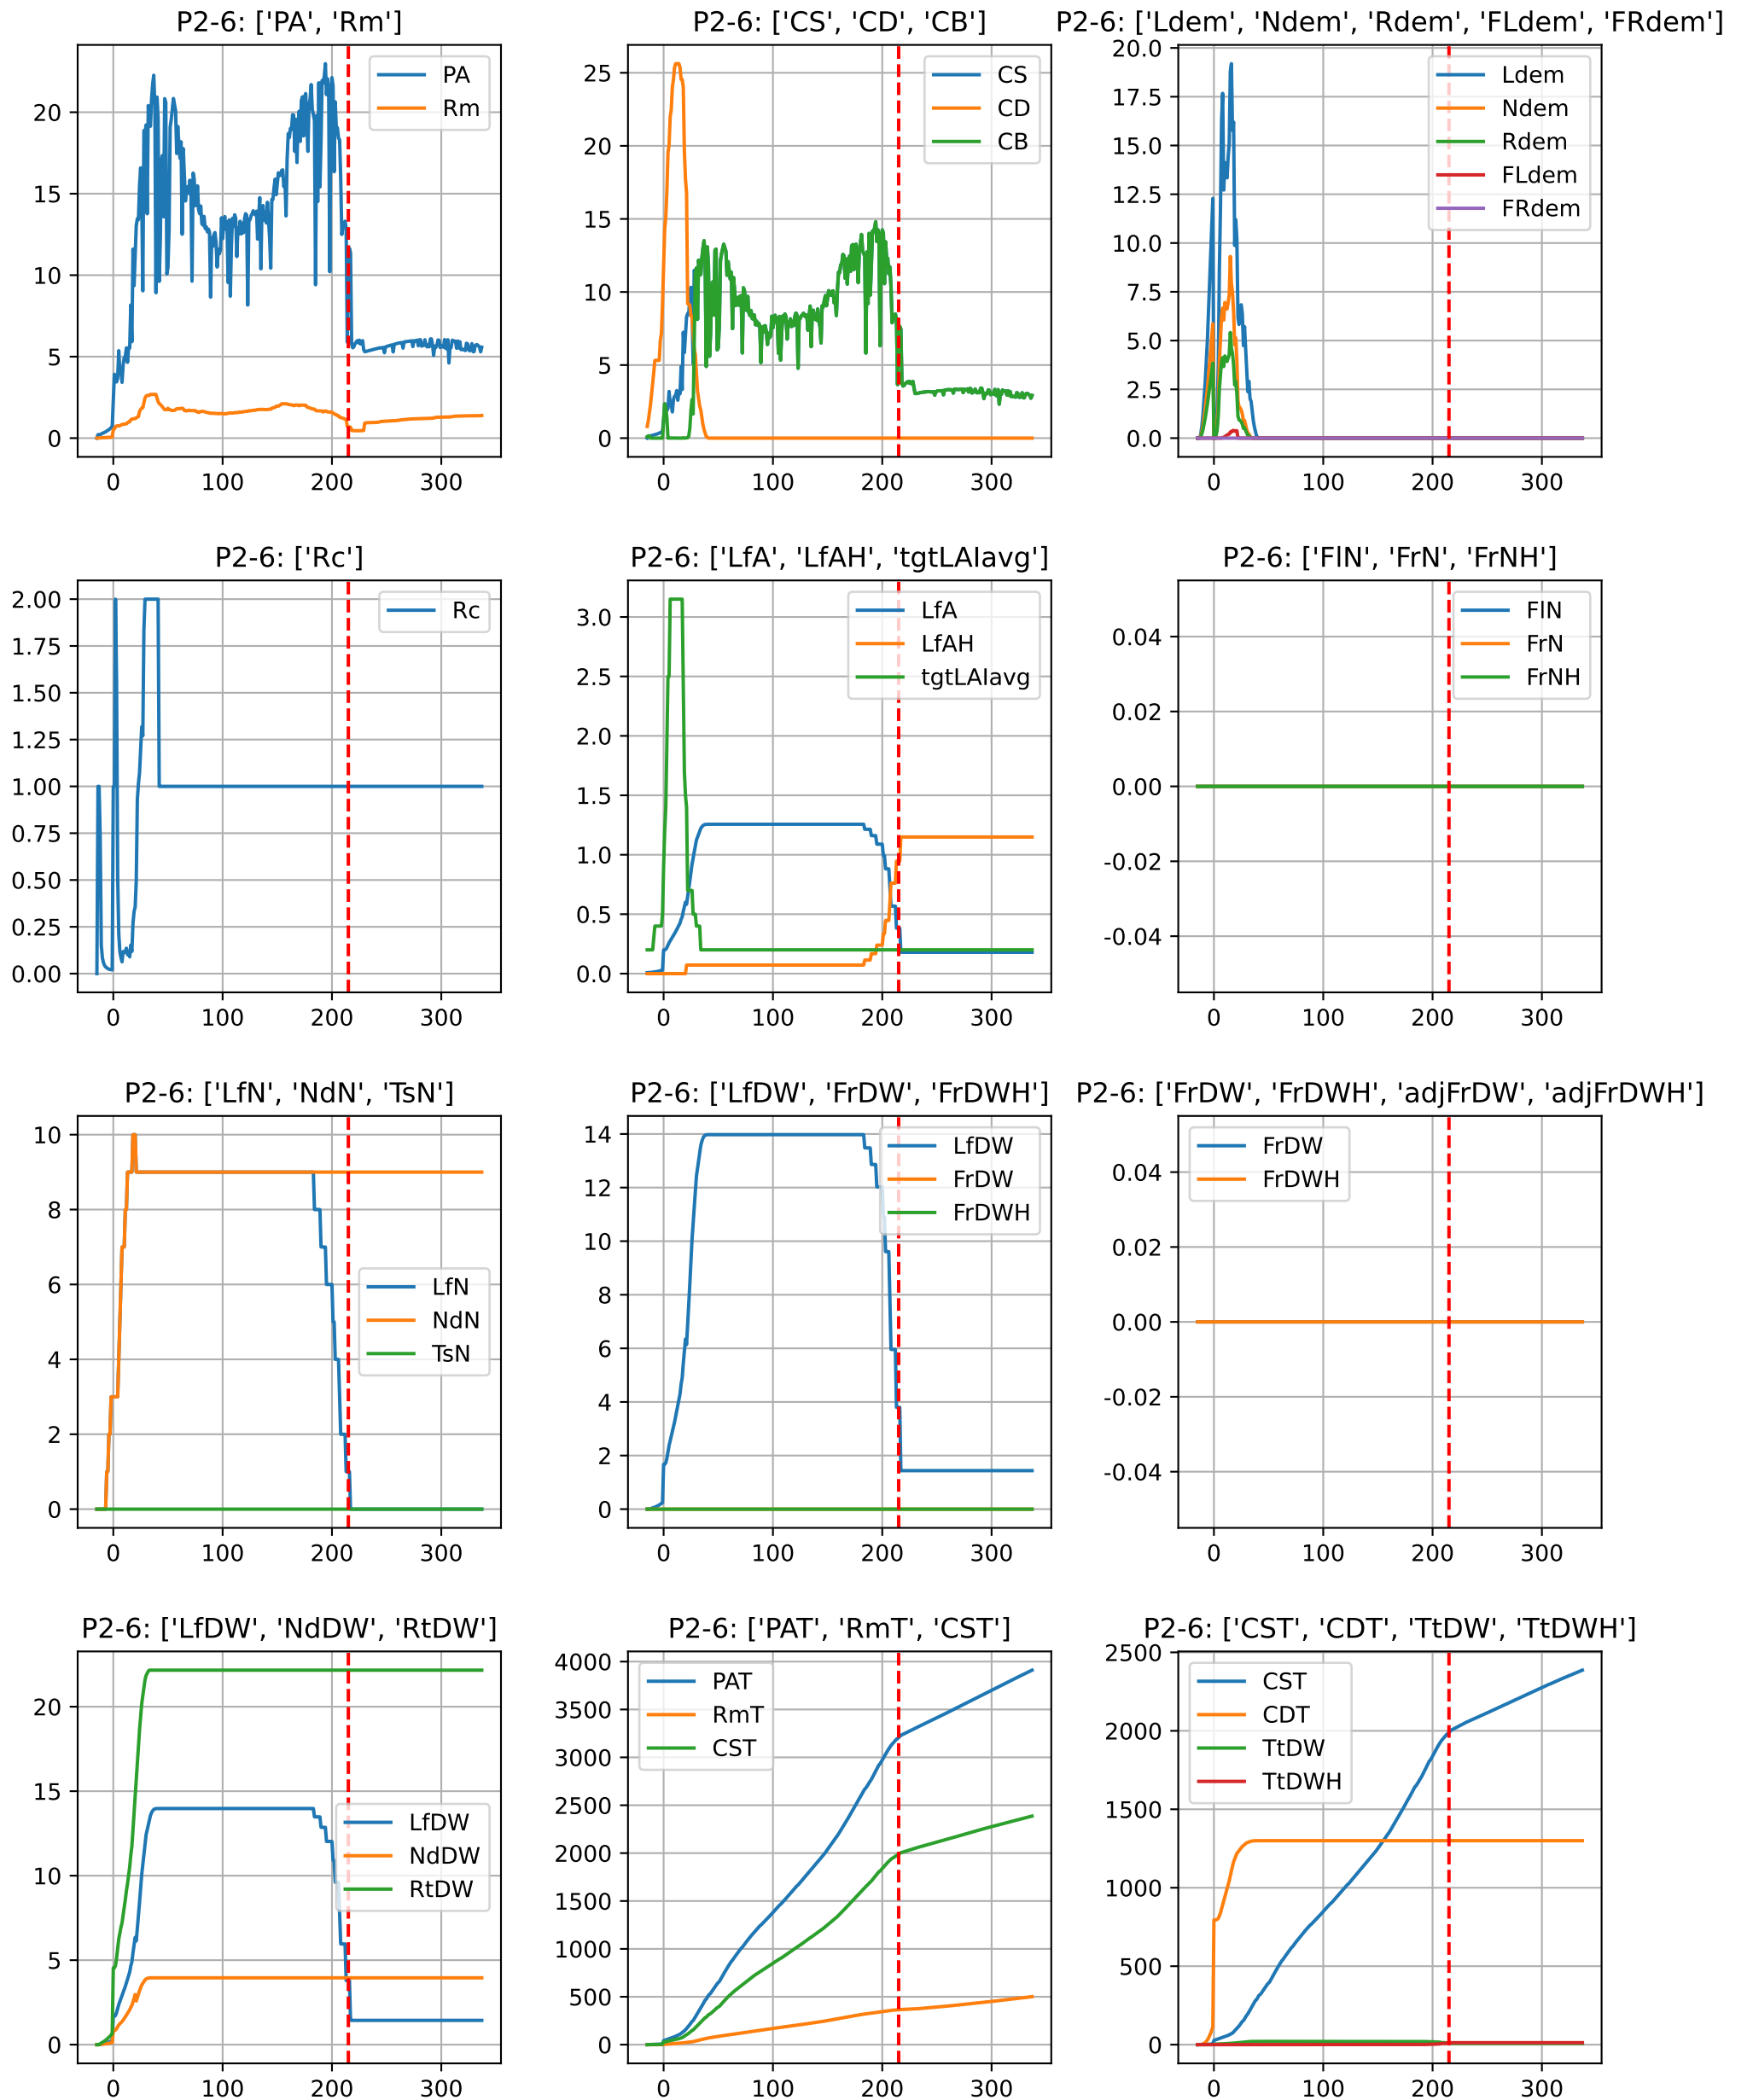 P2-6: ['PA', 'Rm']
PA
Rm
20
15
10
5
0
0 100 200 300
P2-6: ['CS', 'CD', 'CB']
CS
CD
CB
25
20
15
10
5
0
0 100 200 300
P2-6: ['Ldem', 'Ndem', 'Rdem', 'FLdem', 'FRdem']
Ldem
Ndem
Rdem
FLdem
FRdem
20.0
17.5
15.0
12.5
10.0
7.5
5.0
2.5
0.0
0 100 200 300
P2-6: ['Rc']
Rc
2.00
1.75
1.50
1.25
1.00
0.75
0.50
0.25
0.00
0 100 200 300
P2-6: ['LfA', 'LfAH', 'tgtLAIavg']
LfA
LfAH
tgtLAIavg
3.0
2.5
2.0
1.5
1.0
0.5
0.0
0 100 200 300
P2-6: ['FlN', 'FrN', 'FrNH']
FlN
FrN
FrNH
0.04
0.02
0.00
-0.02
-0.04
0 100 200 300
P2-6: ['LfN', 'NdN', 'TsN']
LfN
NdN
TsN
10
8
6
4
2
0
0 100 200 300
P2-6: ['LfDW', 'FrDW', 'FrDWH']
LfDW
FrDW
FrDWH
14
12
10
8
6
4
2
0
0 100 200 300
P2-6: ['FrDW', 'FrDWH', 'adjFrDW', 'adjFrDWH']
FrDW
FrDWH
0.04
0.02
0.00
-0.02
-0.04
0 100 200 300
P2-6: ['LfDW', 'NdDW', 'RtDW']
LfDW
NdDW
RtDW
20
15
10
5
0
0 100 200 300
P2-6: ['PAT', 'RmT', 'CST']
PAT
RmT
CST
4000
3500
3000
2500
2000
1500
1000
500
0
0 100 200 300
P2-6: ['CST', 'CDT', 'TtDW', 'TtDWH']
CST
CDT
TtDW
TtDWH
2500
2000
1500
1000
500
0
0 100 200 300